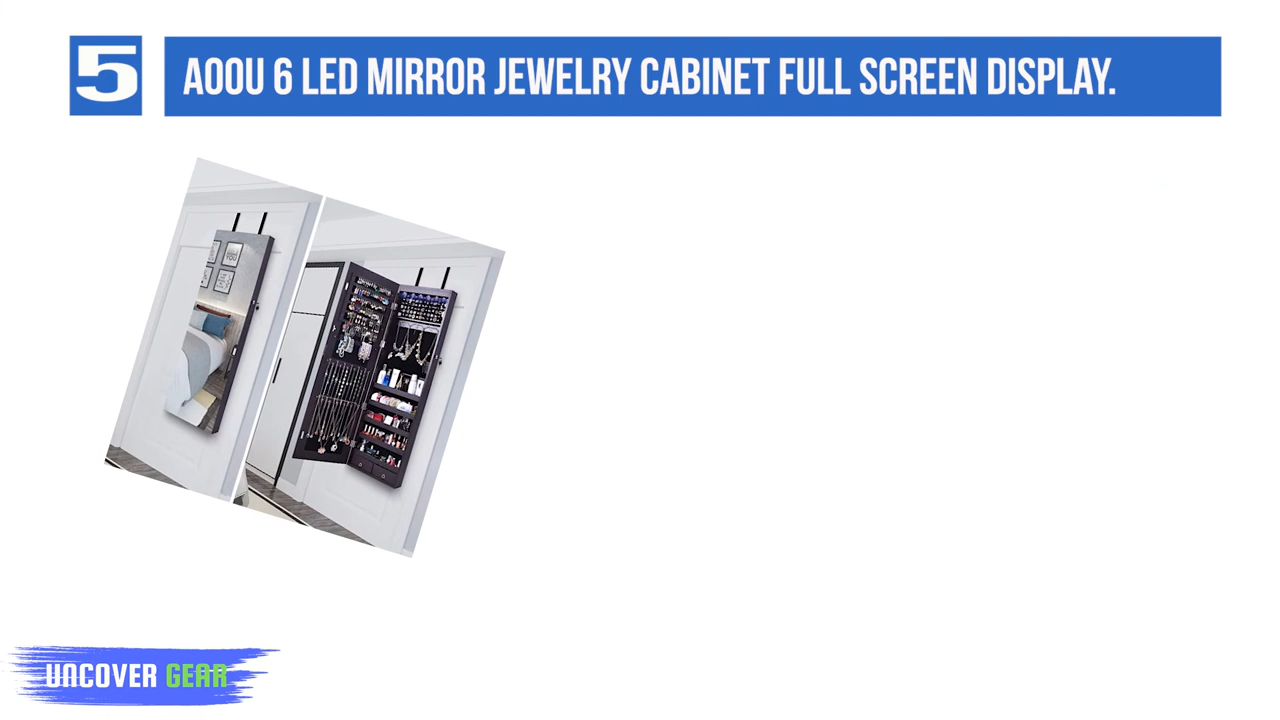 5
AOOU 6 LED MIRROR JEWELRY CABINET FULL SCREEN DISPLAY.
UNCOVER GEAR